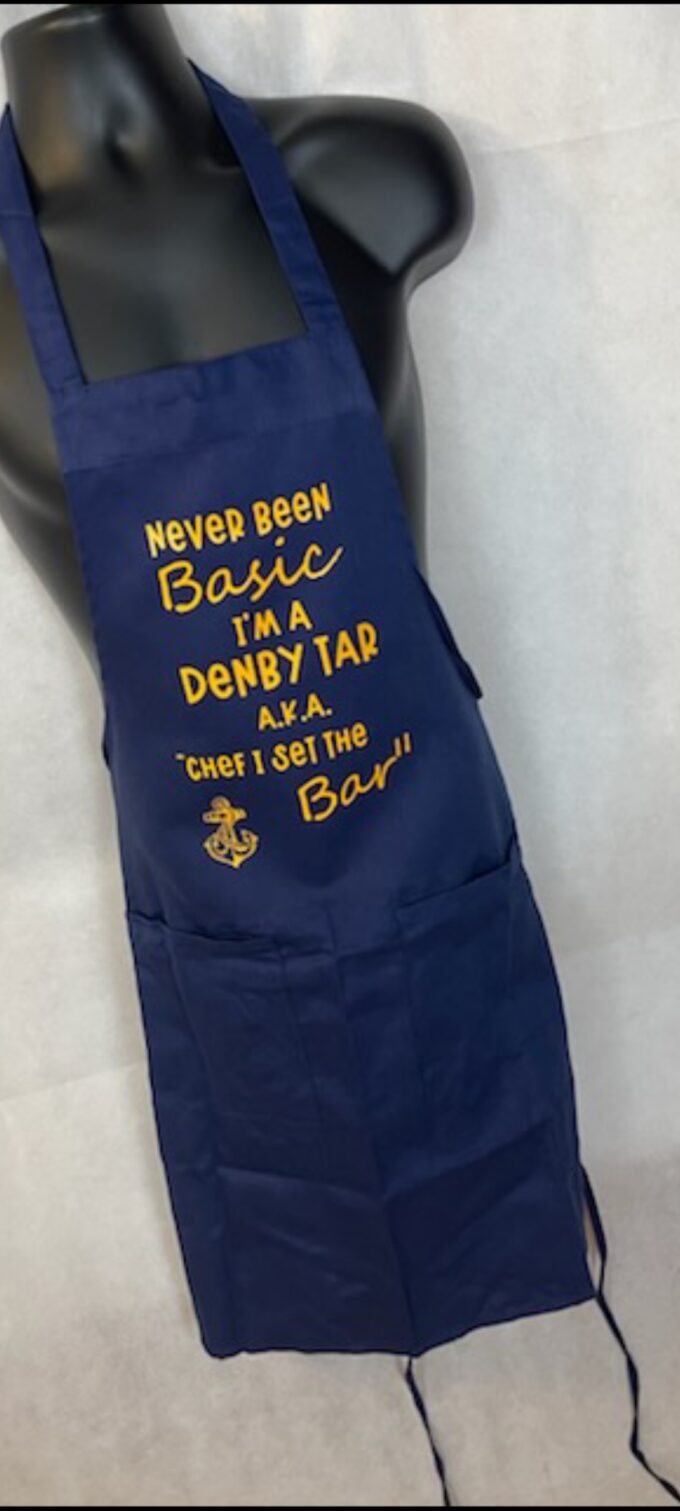 NEVER BEEN
Basic
I'M A
DENBY TAR
A.K.A.
"CHEF I SET THE
Bar"